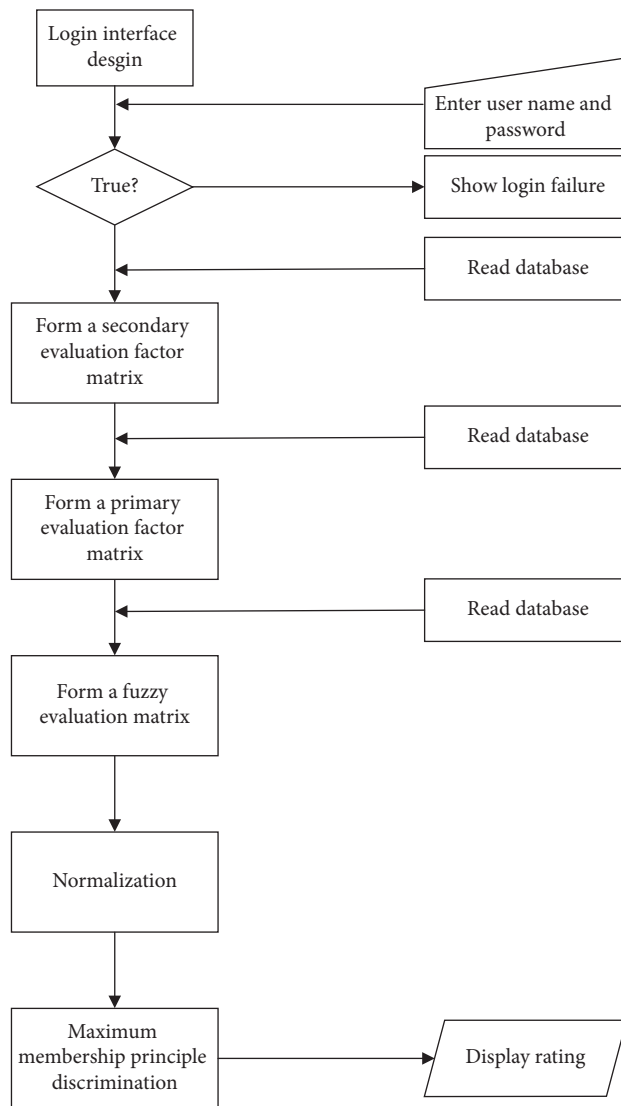 Login interface
desgin
Enter user name and
password
True?
Show login failure
Read database
Form a secondary
evaluation factor
matrix
Read database
Form a primary
evaluation factor
matrix
Read database
Form a fuzzy
evaluation matrix
Normalization
Maximum
membership principle
discrimination
Display rating